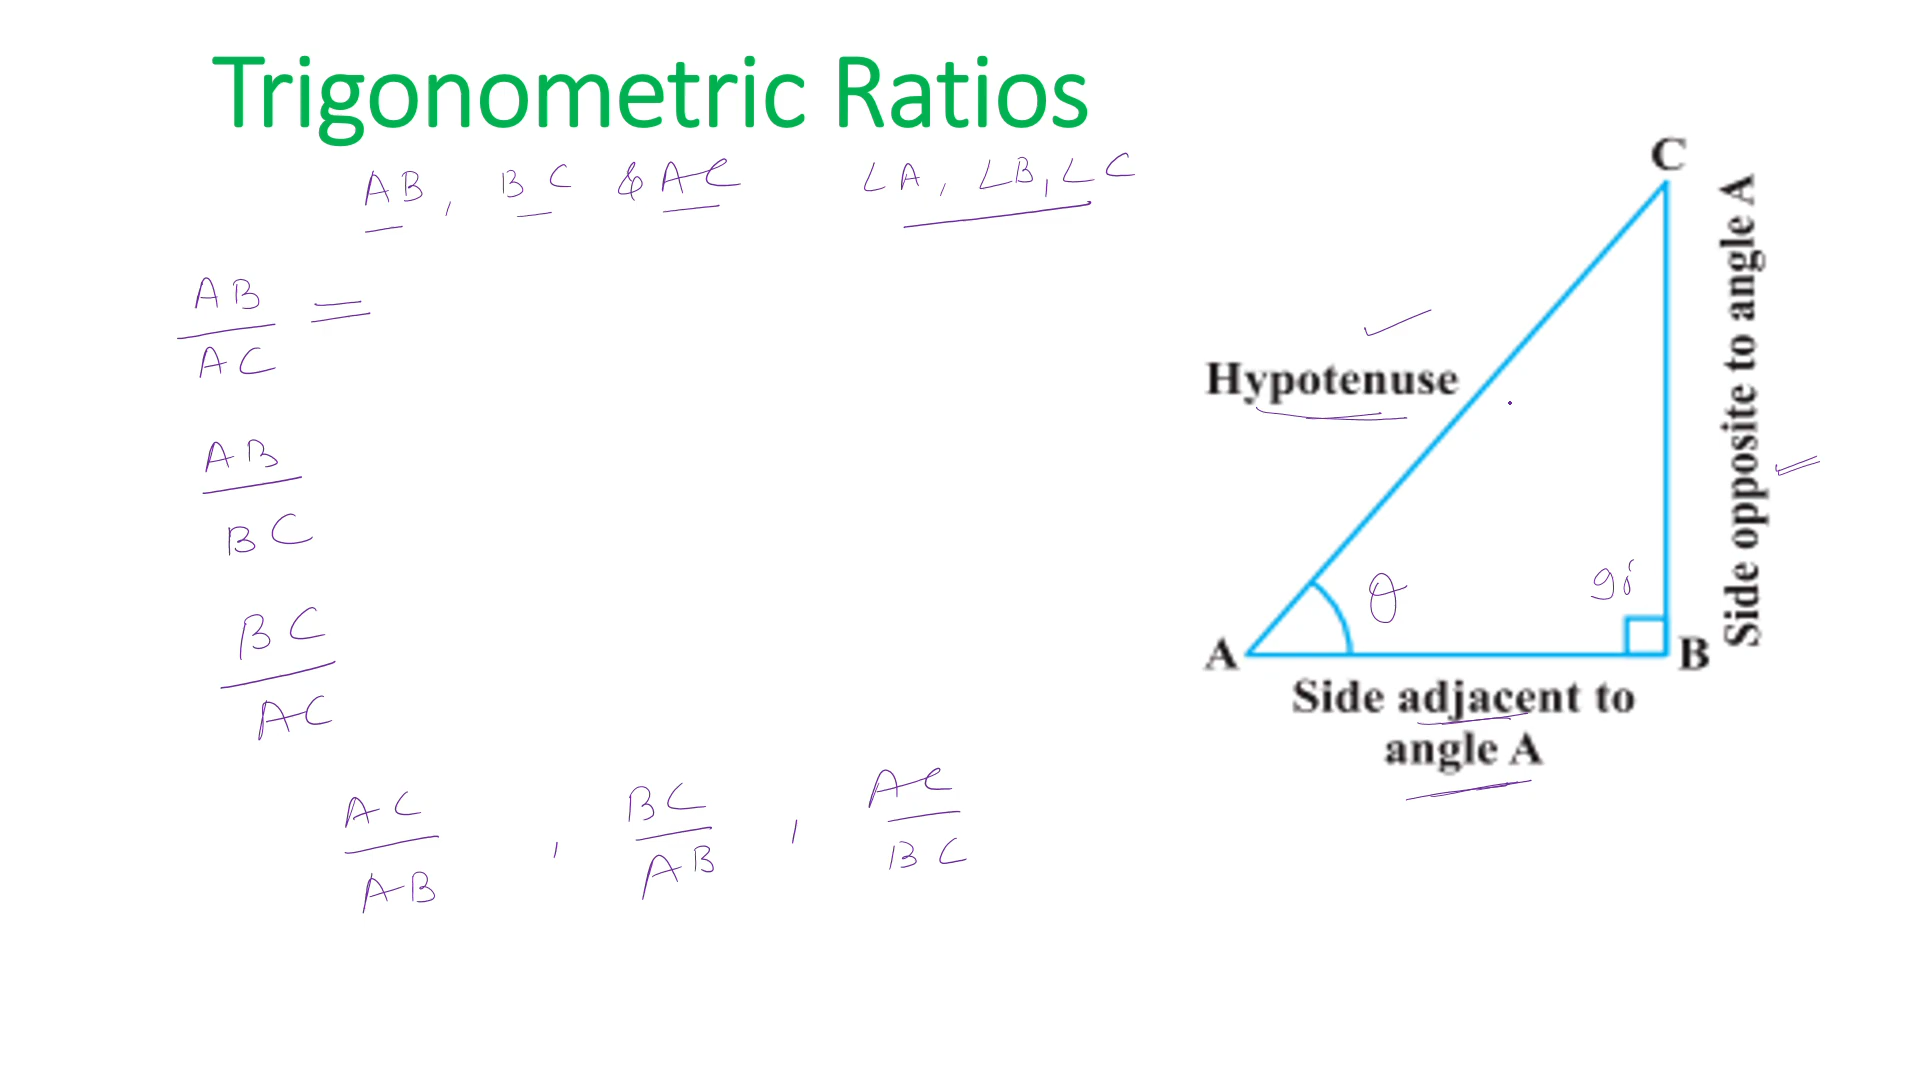 Trigonometric Ratios
AB, BC & AC ∠A, ∠B, ∠C
AB
AC
=
AB
BC
BC
AC
AC
AB
,
BC
AB
,
AC
BC
C
Hypotenuse
Side opposite to angle A
θ
90
A
B
Side adjacent to
angle A